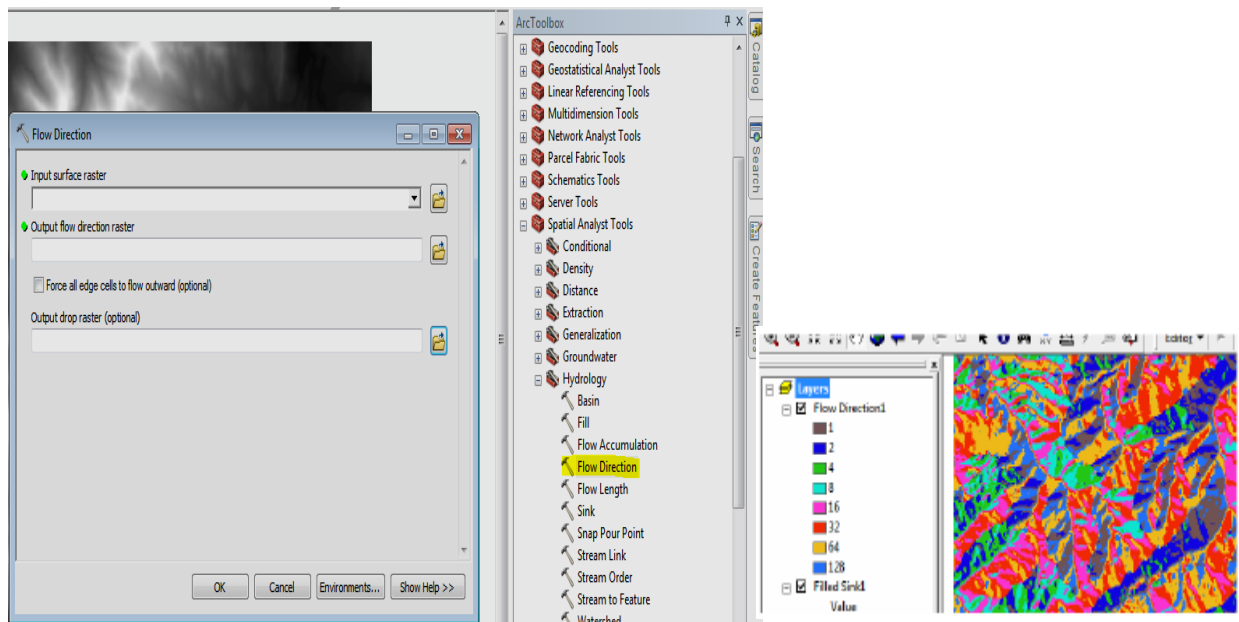 Flow Direction
Input surface raster
Output flow direction raster
Force all edge cells to flow outward (optional)
Output drop raster (optional)
OK Cancel Environments... Show Help >>
ArcToolbox
Geocoding Tools
Geostatistical Analyst Tools
Linear Referencing Tools
Multidimension Tools
Network Analyst Tools
Parcel Fabric Tools
Schematics Tools
Server Tools
Spatial Analyst Tools
Conditional
Density
Distance
Extraction
Generalization
Groundwater
Hydrology
Basin
Fill
Flow Accumulation
Flow Direction
Flow Length
Sink
Snap Pour Point
Stream Link
Stream Order
Stream to Feature
Watershed
Catalog
Search
Create Features
Editor
Layers
Flow Direction1
1
2
4
8
16
32
64
128
Filled Sink1
Value